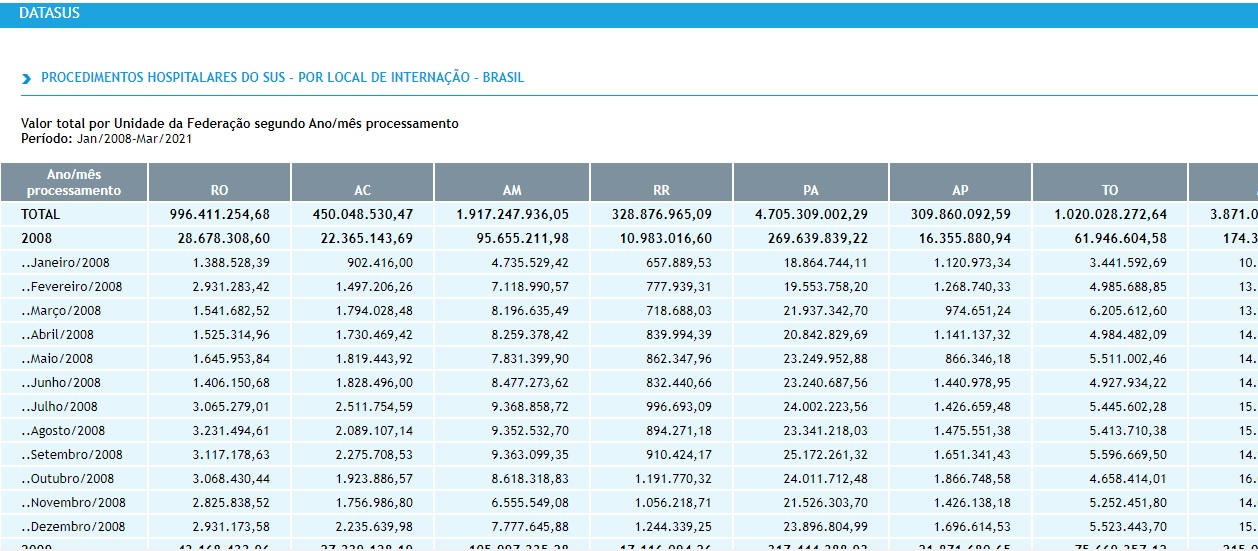 DATASUS
PROCEDIMENTOS HOSPITALARES DO SUS - POR LOCAL DE INTERNAÇÃO - BRASIL
Valor total por Unidade da Federação segundo Ano/mês processamento
Período: Jan/2008-Mar/2021
Ano/mês processamento RO AC AM RR PA AP TO
TOTAL 996.411.254,68 450.048.530,47 1.917.247.936,05 328.876.965,09 4.705.309.002,29 309.860.092,59 1.020.028.272,64 3.871.0
2008 28.678.308,60 22.365.143,69 95.655.211,98 10.983.016,60 269.639.839,22 16.355.880,94 61.946.604,58 174.3
..Janeiro/2008 1.388.528,39 902.416,00 4.735.529,42 657.889,53 18.864.744,11 1.120.973,34 3.441.592,69 10.
..Fevereiro/2008 2.931.283,42 1.497.206,26 7.118.990,57 777.939,31 19.553.758,20 1.268.740,33 4.985.688,85 13.
..Março/2008 1.541.682,52 1.794.028,48 8.196.635,49 718.688,03 21.937.342,70 974.651,24 6.205.612,60 13.
..Abril/2008 1.525.314,96 1.730.469,42 8.259.378,42 839.994,39 20.842.829,69 1.141.137,32 4.984.482,09 14.
..Maio/2008 1.645.953,84 1.819.443,92 7.831.399,90 862.347,96 23.249.952,88 866.346,18 5.511.002,46 14.
..Junho/2008 1.406.150,68 1.828.496,00 8.477.273,62 832.440,66 23.240.687,56 1.440.978,95 4.927.934,22 14.
..Julho/2008 3.065.279,01 2.511.754,59 9.368.858,72 996.693,09 24.002.223,56 1.426.659,48 5.445.602,28 15.
..Agosto/2008 3.231.494,61 2.089.107,14 9.352.532,70 894.271,18 23.341.218,03 1.475.551,38 5.413.710,38 15.
..Setembro/2008 3.117.178,63 2.275.708,53 9.363.099,35 910.424,17 25.172.261,32 1.651.341,43 5.596.669,50 14.
..Outubro/2008 3.068.430,44 1.923.886,57 8.618.318,83 1.191.770,32 24.011.712,48 1.866.748,58 4.658.414,01 16.
..Novembro/2008 2.825.838,52 1.756.986,80 6.555.549,08 1.056.218,71 21.526.303,70 1.426.138,18 5.252.451,80 14.
..Dezembro/2008 2.931.173,58 2.235.639,98 7.777.645,88 1.244.339,25 23.896.804,99 1.696.614,53 5.523.443,70 15.